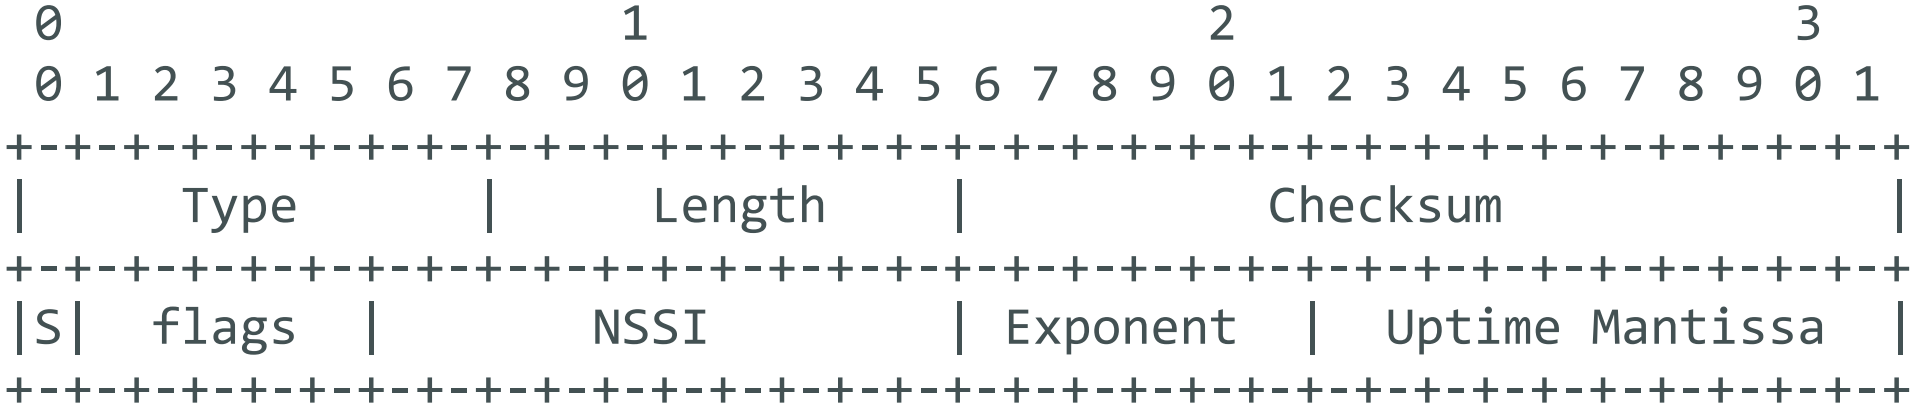 0                   1                   2                   3
 0 1 2 3 4 5 6 7 8 9 0 1 2 3 4 5 6 7 8 9 0 1 2 3 4 5 6 7 8 9 0 1
+-+-+-+-+-+-+-+-+-+-+-+-+-+-+-+-+-+-+-+-+-+-+-+-+-+-+-+-+-+-+-+-+
|     Type      |     Length    |          Checksum             |
+-+-+-+-+-+-+-+-+-+-+-+-+-+-+-+-+-+-+-+-+-+-+-+-+-+-+-+-+-+-+-+-+
|S|  flags  |       NSSI        | Exponent  |  Uptime Mantissa  |
+-+-+-+-+-+-+-+-+-+-+-+-+-+-+-+-+-+-+-+-+-+-+-+-+-+-+-+-+-+-+-+-+